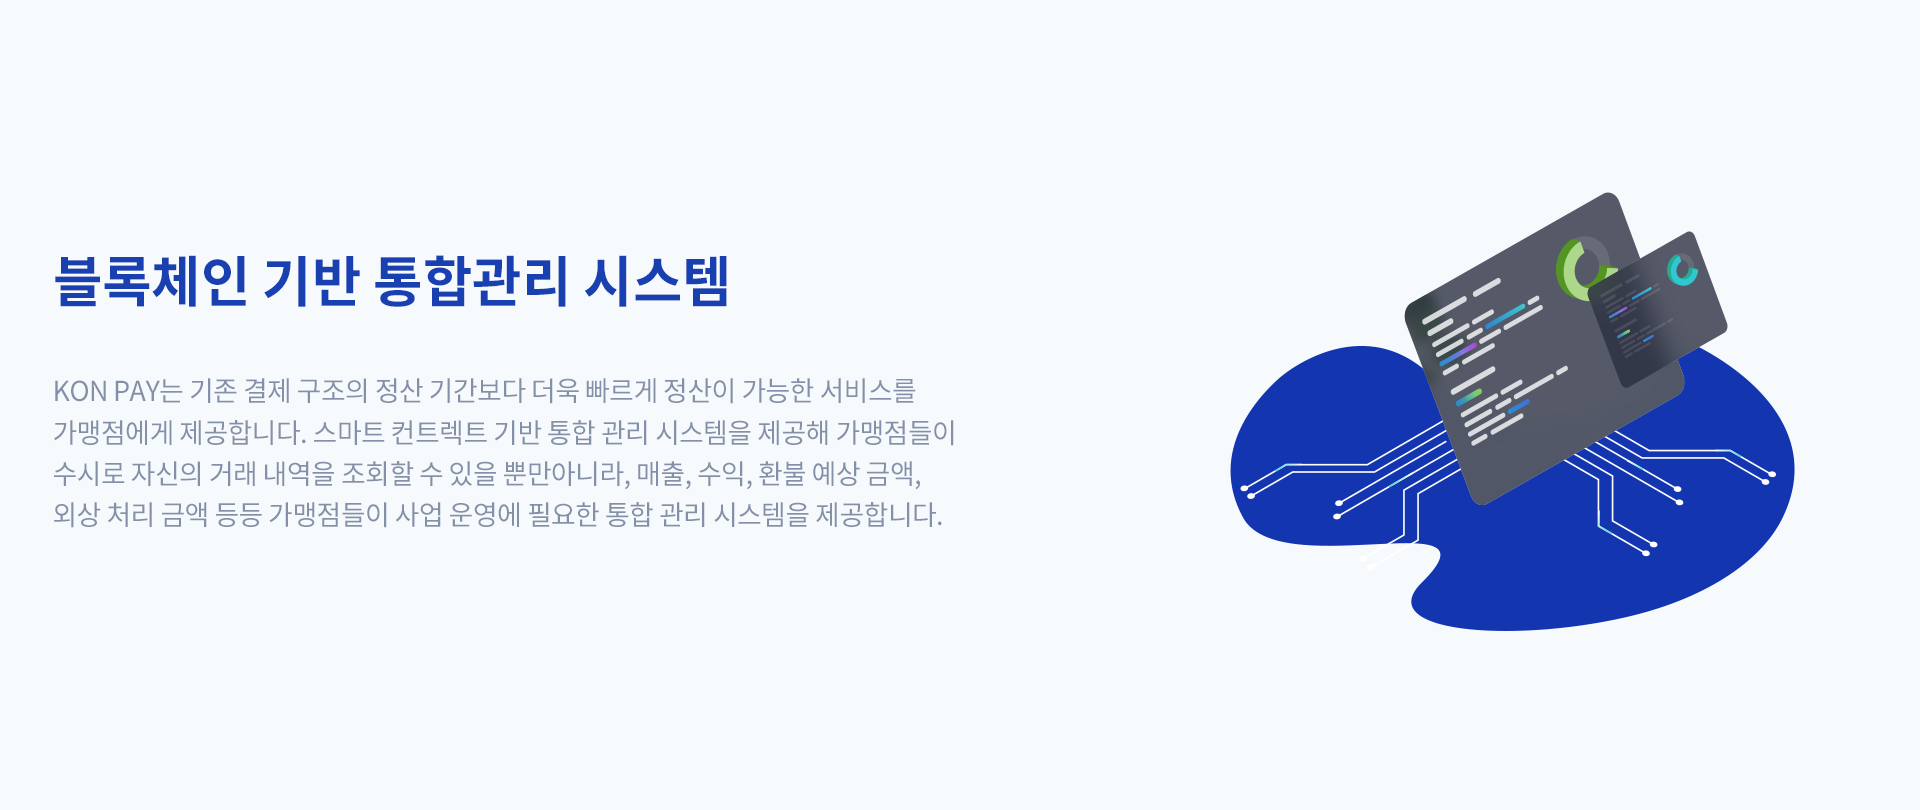 블록체인 기반 통합관리 시스템
KON PAY는 기존 결제 구조의 정산 기간보다 더욱 빠르게 정산이 가능한 서비스를
가맹점에게 제공합니다. 스마트 컨트렉트 기반 통합 관리 시스템을 제공해 가맹점들이
수시로 자신의 거래 내역을 조회할 수 있을 뿐만아니라, 매출, 수익, 환불 예상 금액,
외상 처리 금액 등등 가맹점들이 사업 운영에 필요한 통합 관리 시스템을 제공합니다.